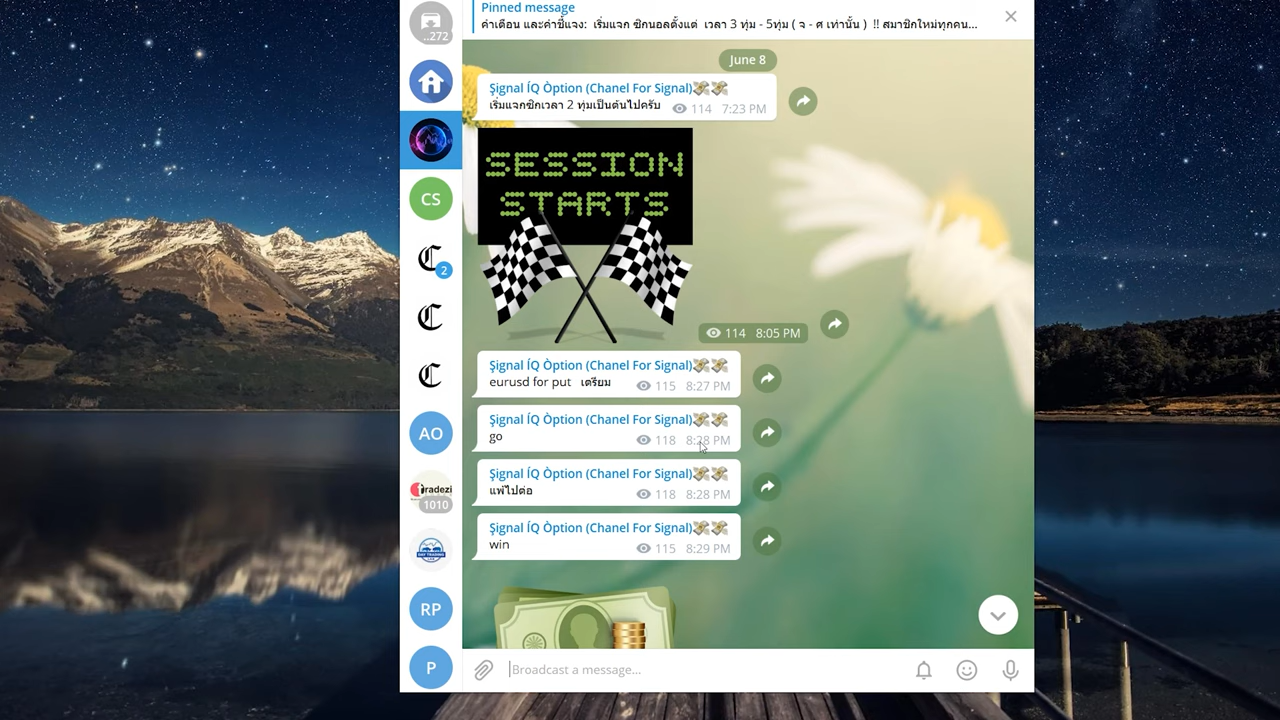 ..272
Pinned message
ค่าเดือน และค่าชี้แจง: เริ่มแจก ซิกนอลตั้งแต่ เวลา 3 ทุ่ม - 5ทุ่ม ( จ - ศ เท่านั้น ) !! สมาชิกใหม่ทุกคน...
June 8
Şignal ÍQ Òption (Chanel For Signal)💸💸
เริ่มแจกซิกเวลา 2 ทุ่มเป็นต้นไปครับ 114 7:23 PM
SESSION
STARTS
114 8:05 PM
Şignal ÍQ Òption (Chanel For Signal)💸💸
eurusd for put เตรียม 115 8:27 PM
Şignal ÍQ Òption (Chanel For Signal)💸💸
go 118 8:28 PM
Şignal ÍQ Òption (Chanel For Signal)💸💸
แพ้ไปต่อ 118 8:28 PM
Şignal ÍQ Òption (Chanel For Signal)💸💸
win 115 8:29 PM
CS
C
2
C
C
AO
radezi
1010
RP
P
Broadcast a message...